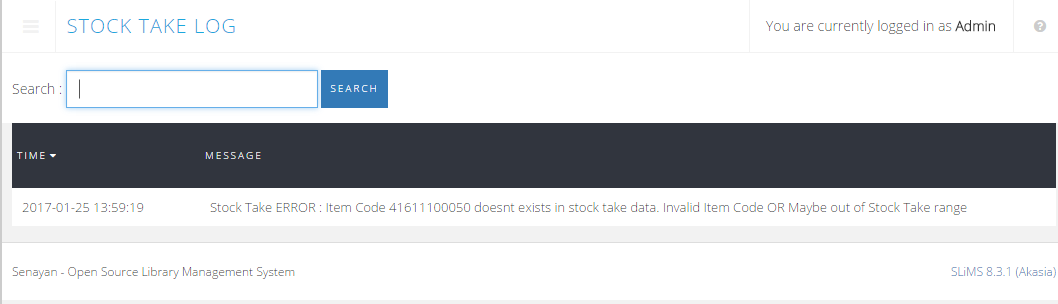 STOCK TAKE LOG
You are currently logged in as Admin
Search :
SEARCH
TIME MESSAGE
2017-01-25 13:59:19 Stock Take ERROR : Item Code 41611100050 doesnt exists in stock take data. Invalid Item Code OR Maybe out of Stock Take range
Senayan - Open Source Library Management System SLiMS 8.3.1 (Akasia)